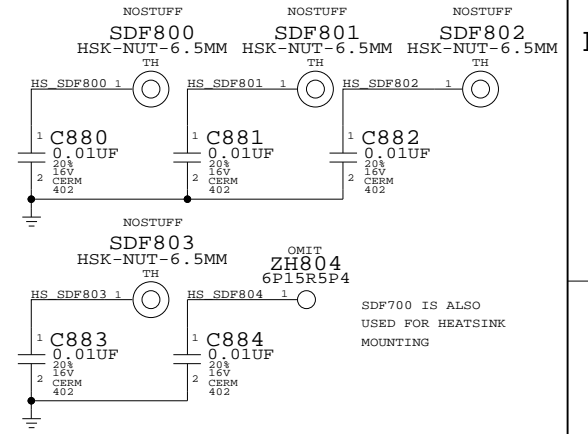 NOSTUFF
SDF800
HSK-NUT-6.5MM
TH
HS_SDF800 1
1 C880
0.01UF
20%
16V
2 CERM
402
NOSTUFF
SDF801
HSK-NUT-6.5MM
TH
HS_SDF801 1
1 C881
0.01UF
20%
16V
2 CERM
402
NOSTUFF
SDF802
HSK-NUT-6.5MM
TH
HS_SDF802 1
1 C882
0.01UF
20%
16V
2 CERM
402
NOSTUFF
SDF803
HSK-NUT-6.5MM
TH
HS_SDF803 1
1 C883
0.01UF
20%
16V
2 CERM
402
OMIT
ZH804
6P15R5P4
HS_SDF804 1
1 C884
0.01UF
20%
16V
2 CERM
402
SDF700 IS ALSO
USED FOR HEATSINK
MOUNTING